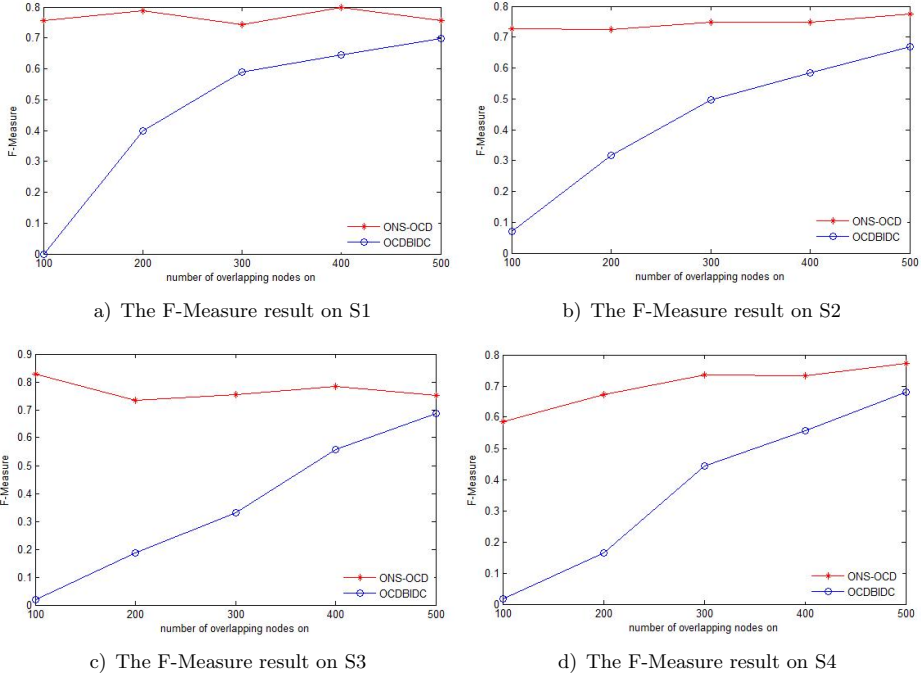 0.8
0.7
0.6
0.5
0.4
0.3
0.2
0.1
0
F-Measure
100 200 300 400 500
number of overlapping nodes on
ONS-OCD
OCDBIDC
a) The F-Measure result on S1
0.8
0.7
0.6
0.5
0.4
0.3
0.2
0.1
0
F-Measure
100 200 300 400 500
number of overlapping nodes on
ONS-OCD
OCDBIDC
b) The F-Measure result on S2
0.9
0.8
0.7
0.6
0.5
0.4
0.3
0.2
0.1
0
F-Measure
100 200 300 400 500
number of overlapping nodes on
ONS-OCD
OCDBIDC
c) The F-Measure result on S3
0.8
0.7
0.6
0.5
0.4
0.3
0.2
0.1
0
F-Measure
100 200 300 400 500
number of overlapping nodes on
ONS-OCD
OCDBIDC
d) The F-Measure result on S4